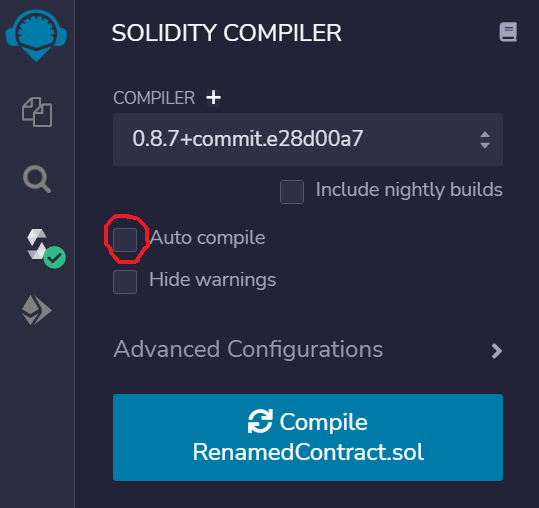 SOLIDITY COMPILER
COMPILER +
0.8.7+commit.e28d00a7
Include nightly builds
Auto compile
Hide warnings
Advanced Configurations
Compile
RenamedContract.sol